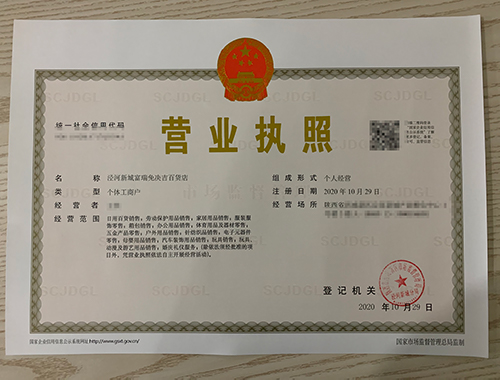 统一社会信用代码
营业执照
名称 泾河新城富瑞免决吉百货店
组成形式 个人经营
类型 个体工商户
注册日期 2020年10月29日
经营者
经营场所 陕西省
经营范围 日用百货销售;劳动保护用品销售;家居用品销售;服装服
饰零售;箱包销售;办公用品销售;体育用品及器材零售;
五金产品零售;户外用品销售;针纺织品销售;电子元器件
零售;母婴用品销售;汽车装饰用品销售;玩具销售;玩具、
动漫及游艺用品销售;婚庆礼仪服务;(除依法须经批准的项
目外,凭营业执照依法自主开展经营活动)。
登记机关
2020 年 10 月 29 日
国家企业信用信息公示系统网址http://www.gsxt.gov.cn/
国家市场监督管理总局监制
SCJDGL